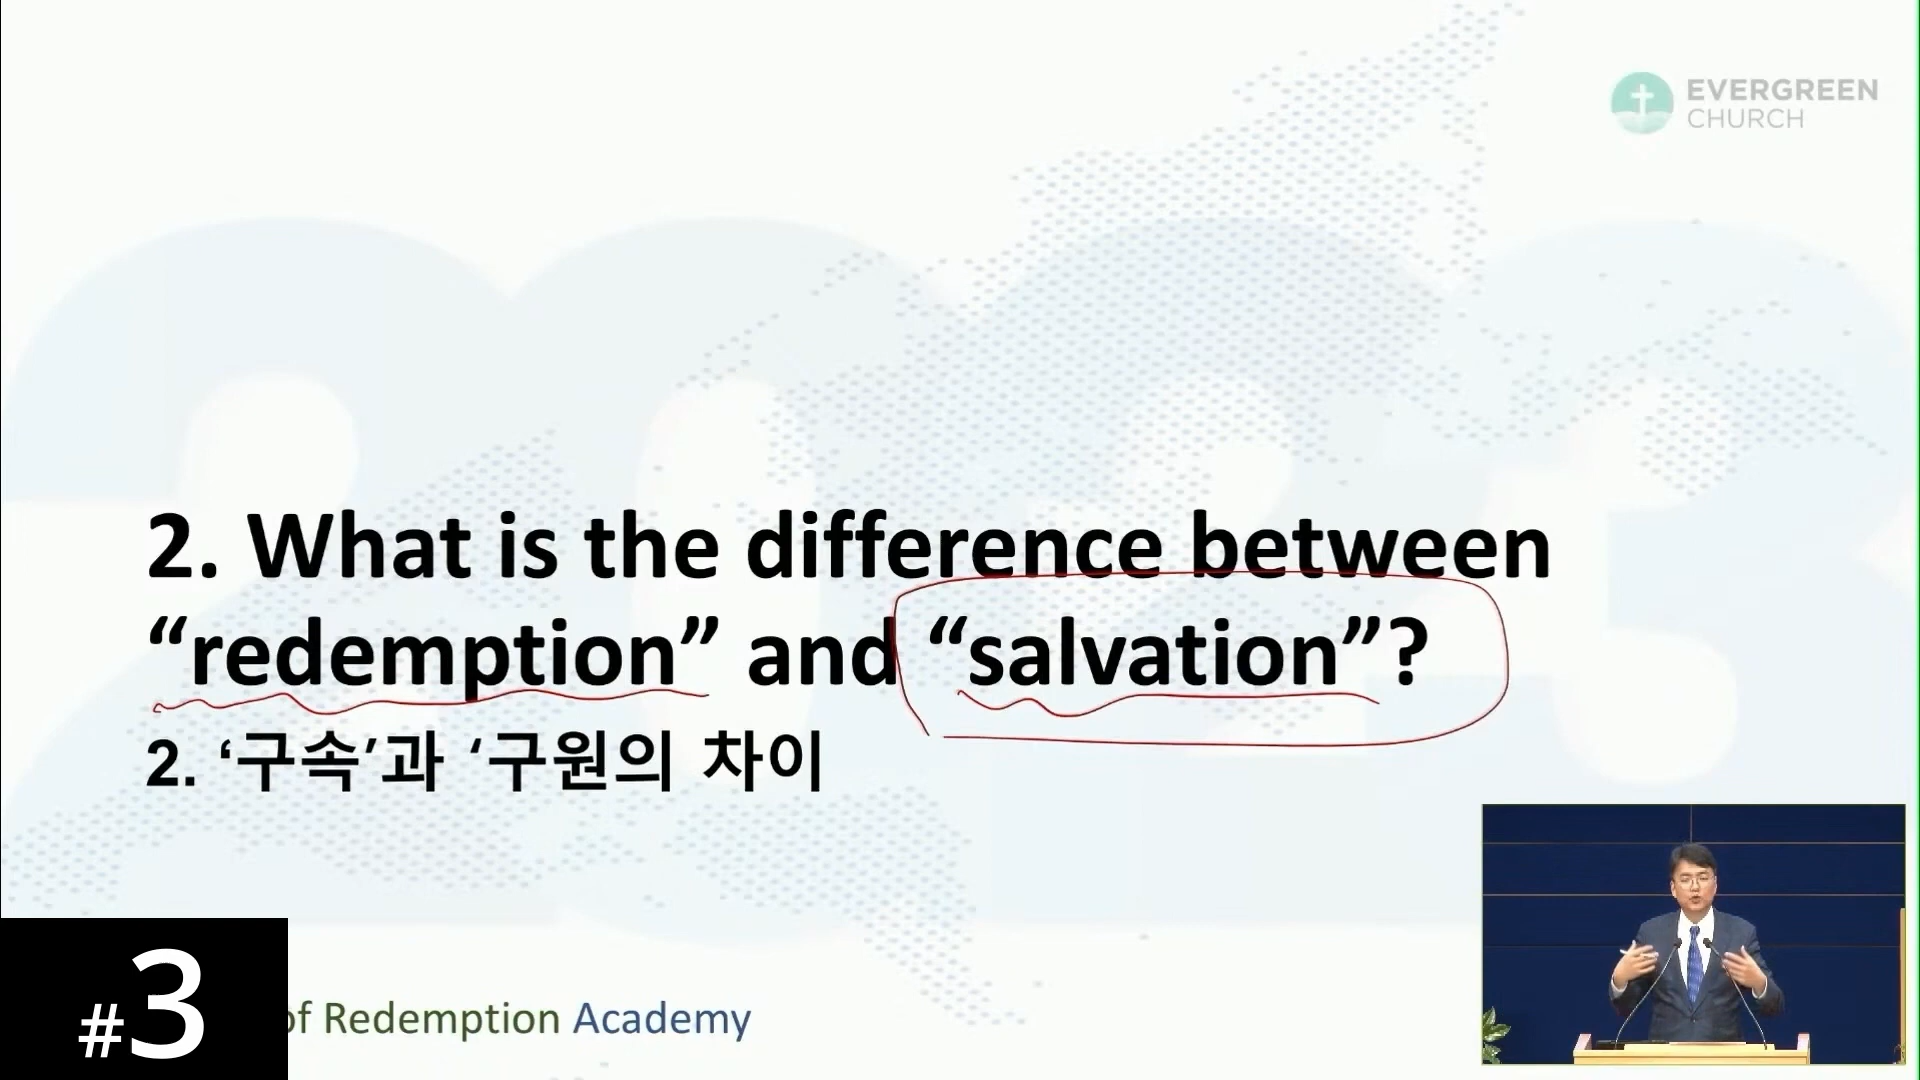 EVERGREEN
CHURCH
2. What is the difference between
“redemption” and “salvation”?
2. ‘구속’과 ‘구원의 차이
#3
of Redemption Academy
2023